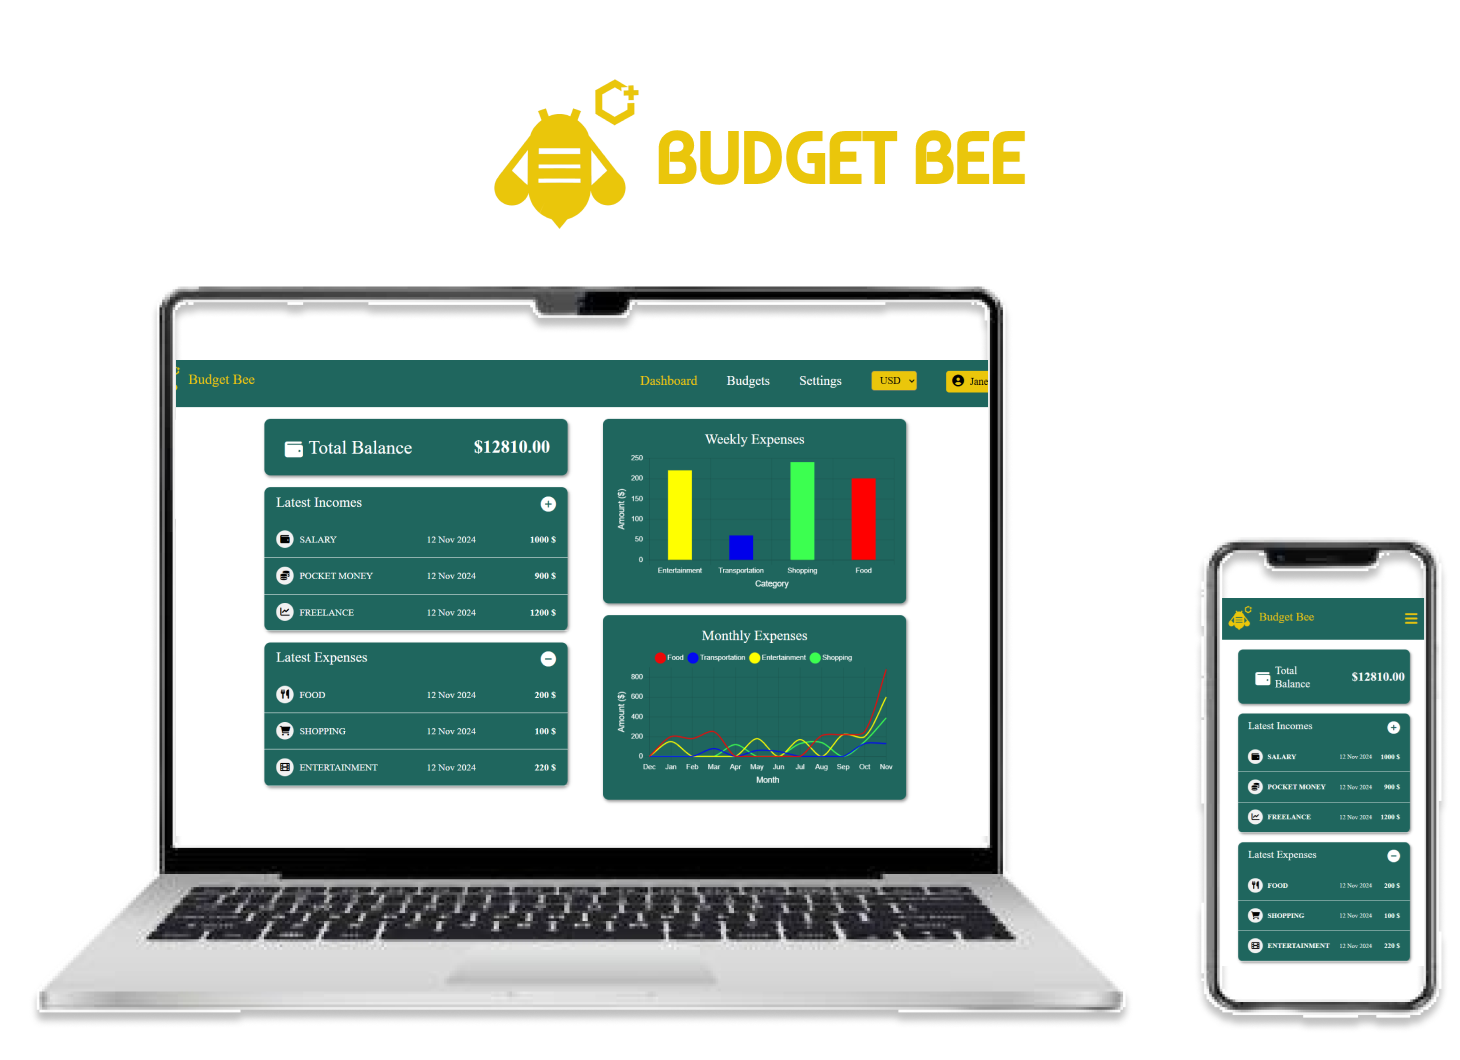 BUDGET BEE
Budget Bee
Dashboard Budgets Settings USD Jane
Total Balance $12810.00
Latest Incomes
SALARY 12 Nov 2024 1000 $
POCKET MONEY 12 Nov 2024 900 $
FREELANCE 12 Nov 2024 1200 $
Latest Expenses
FOOD 12 Nov 2024 200 $
SHOPPING 12 Nov 2024 100 $
ENTERTAINMENT 12 Nov 2024 220 $
Weekly Expenses
Amount ($)
250
200
150
100
50
0
Entertainment Transportation Shopping Food
Category
Monthly Expenses
Food Transportation Entertainment Shopping
Amount ($)
800
600
400
200
0
Dec Jan Feb Mar Apr May Jun Jul Aug Sep Oct Nov
Month
Budget Bee
Total
Balance
$12810.00
Latest Incomes
SALARY 12 Nov 2024 1000 $
POCKET MONEY 12 Nov 2024 900 $
FREELANCE 12 Nov 2024 1200 $
Latest Expenses
FOOD 12 Nov 2024 200 $
SHOPPING 12 Nov 2024 100 $
ENTERTAINMENT 12 Nov 2024 220 $